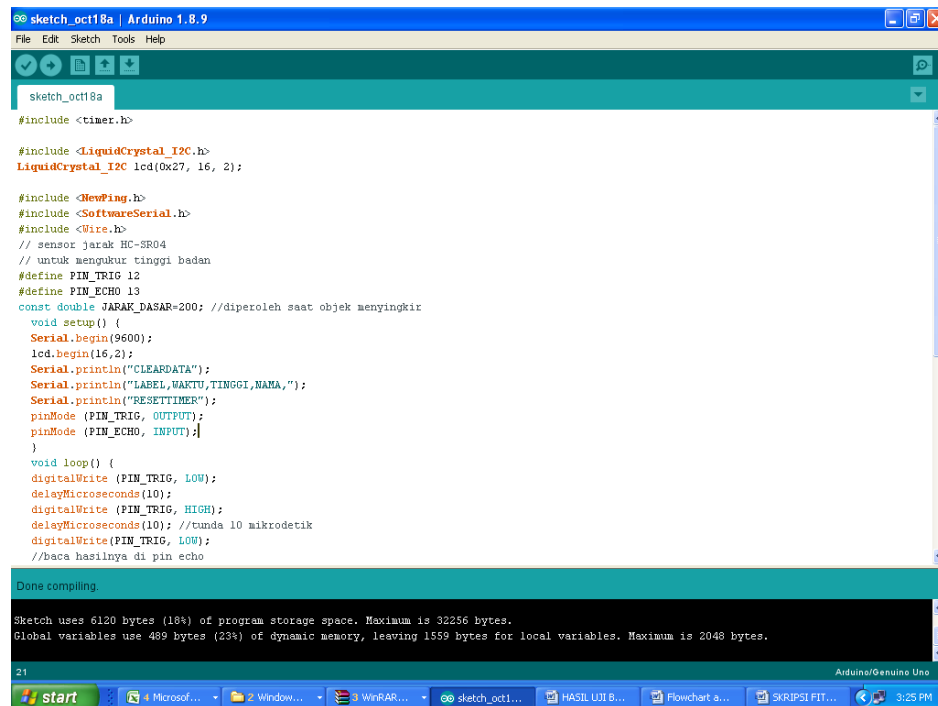 sketch_oct18a | Arduino 1.8.9
File Edit Sketch Tools Help
sketch_oct18a
#include <timer.h>
#include <LiquidCrystal_I2C.h>
LiquidCrystal_I2C lcd(0x27, 16, 2);
#include <NewPing.h>
#include <SoftwareSerial.h>
#include <Wire.h>
// sensor jarak HC-SR04
// untuk mengukur tinggi badan
#define PIN_TRIG 12
#define PIN_ECHO 13
const double JARAK_DASAR=200; //diperoleh saat objek menyingkir
void setup() {
Serial.begin(9600);
lcd.begin(16,2);
Serial.println("CLEARDATA");
Serial.println("LABEL,WAKTU,TINGGI,NAMA,");
Serial.println("RESETTIMER");
pinMode (PIN_TRIG, OUTPUT);
pinMode (PIN_ECHO, INPUT);
}
void loop() {
digitalWrite (PIN_TRIG, LOW);
delayMicroseconds(10);
digitalWrite (PIN_TRIG, HIGH);
delayMicroseconds(10); //tunda 10 mikrodetik
digitalWrite(PIN_TRIG, LOW);
//baca hasilnya di pin echo
Done compiling.
Sketch uses 6120 bytes (18%) of program storage space. Maximum is 32256 bytes.
Global variables use 489 bytes (23%) of dynamic memory, leaving 1559 bytes for local variables. Maximum is 2048 bytes.
21 Arduino/Genuino Uno
start 4 Microsof... 2 Window... 3 WinRAR... sketch_oct1... HASIL UJI B... Flowchart a... SKRIPSI FIT... 3:25 PM